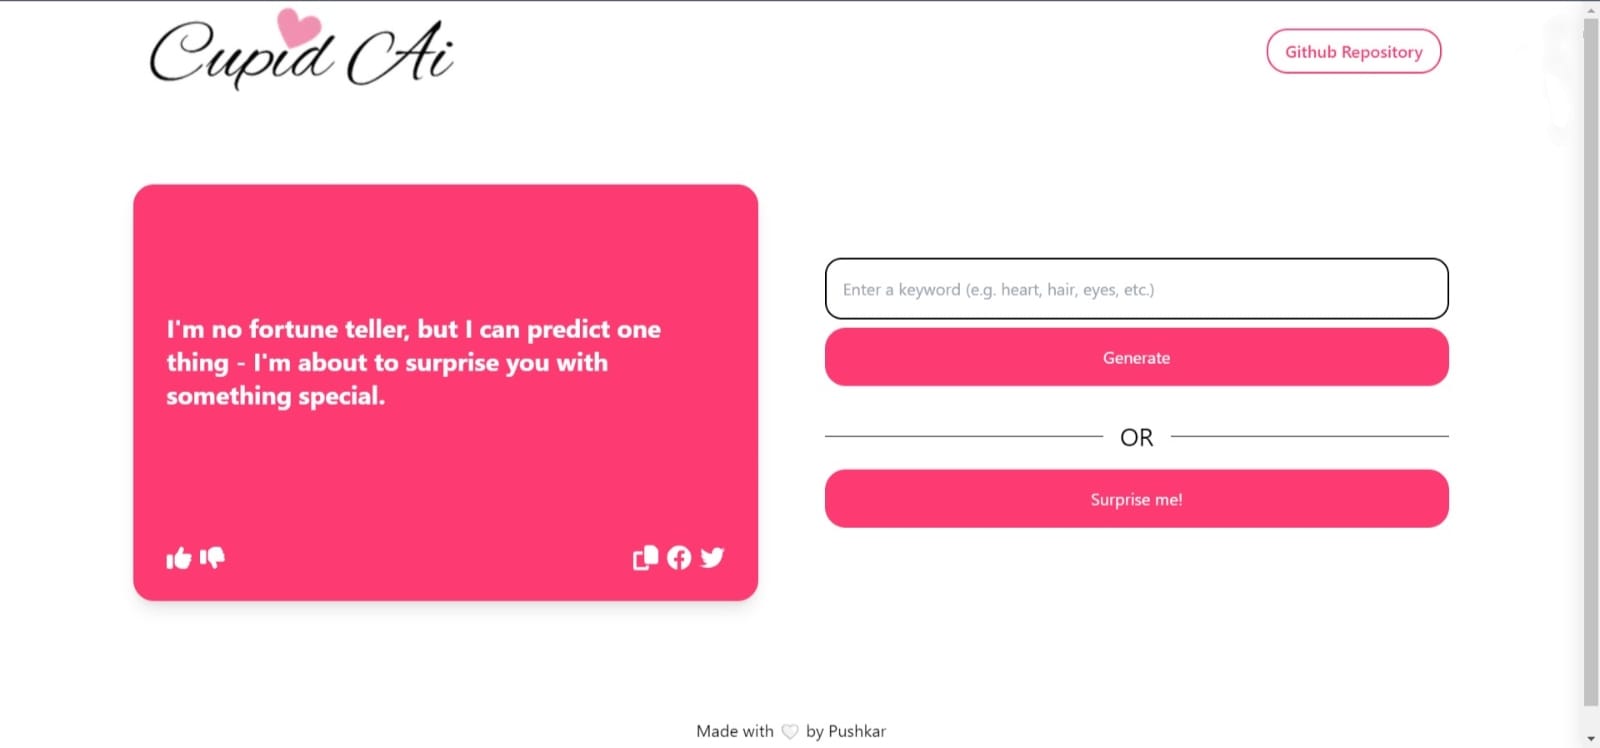 Cupid Ai
Github Repository
I'm no fortune teller, but I can predict one
thing - I'm about to surprise you with
something special.
Enter a keyword (e.g. heart, hair, eyes, etc.)
Generate
OR
Surprise me!
Made with 🤍 by Pushkar